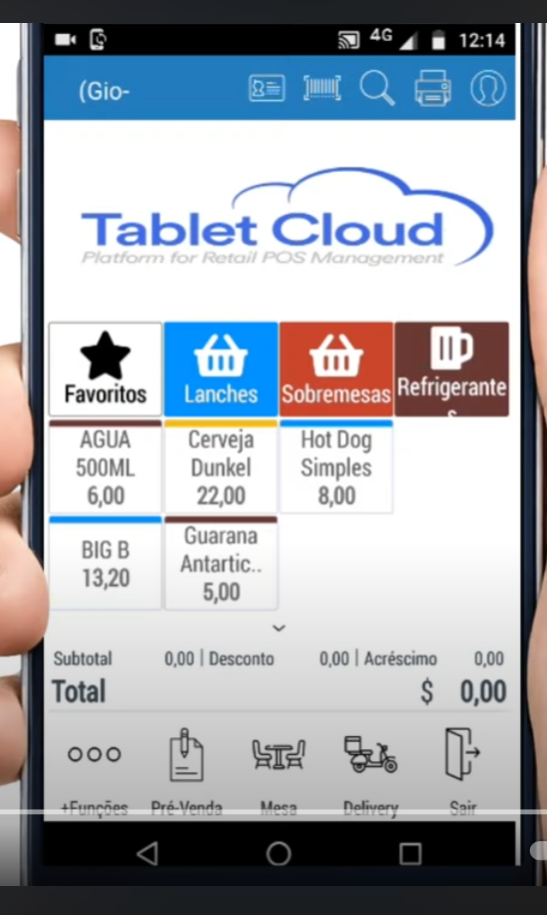 4G 12:14
(Gio-
Tablet Cloud
Platform for Retail POS Management
Favoritos
Lanches
Sobremesas
Refrigerante
s
AGUA
500ML
6,00
Cerveja
Dunkel
22,00
Hot Dog
Simples
8,00
BIG B
13,20
Guarana
Antartic..
5,00
Subtotal 0,00 | Desconto 0,00 | Acréscimo 0,00
Total $ 0,00
+Funções
Pré-Venda
Mesa
Delivery
Sair